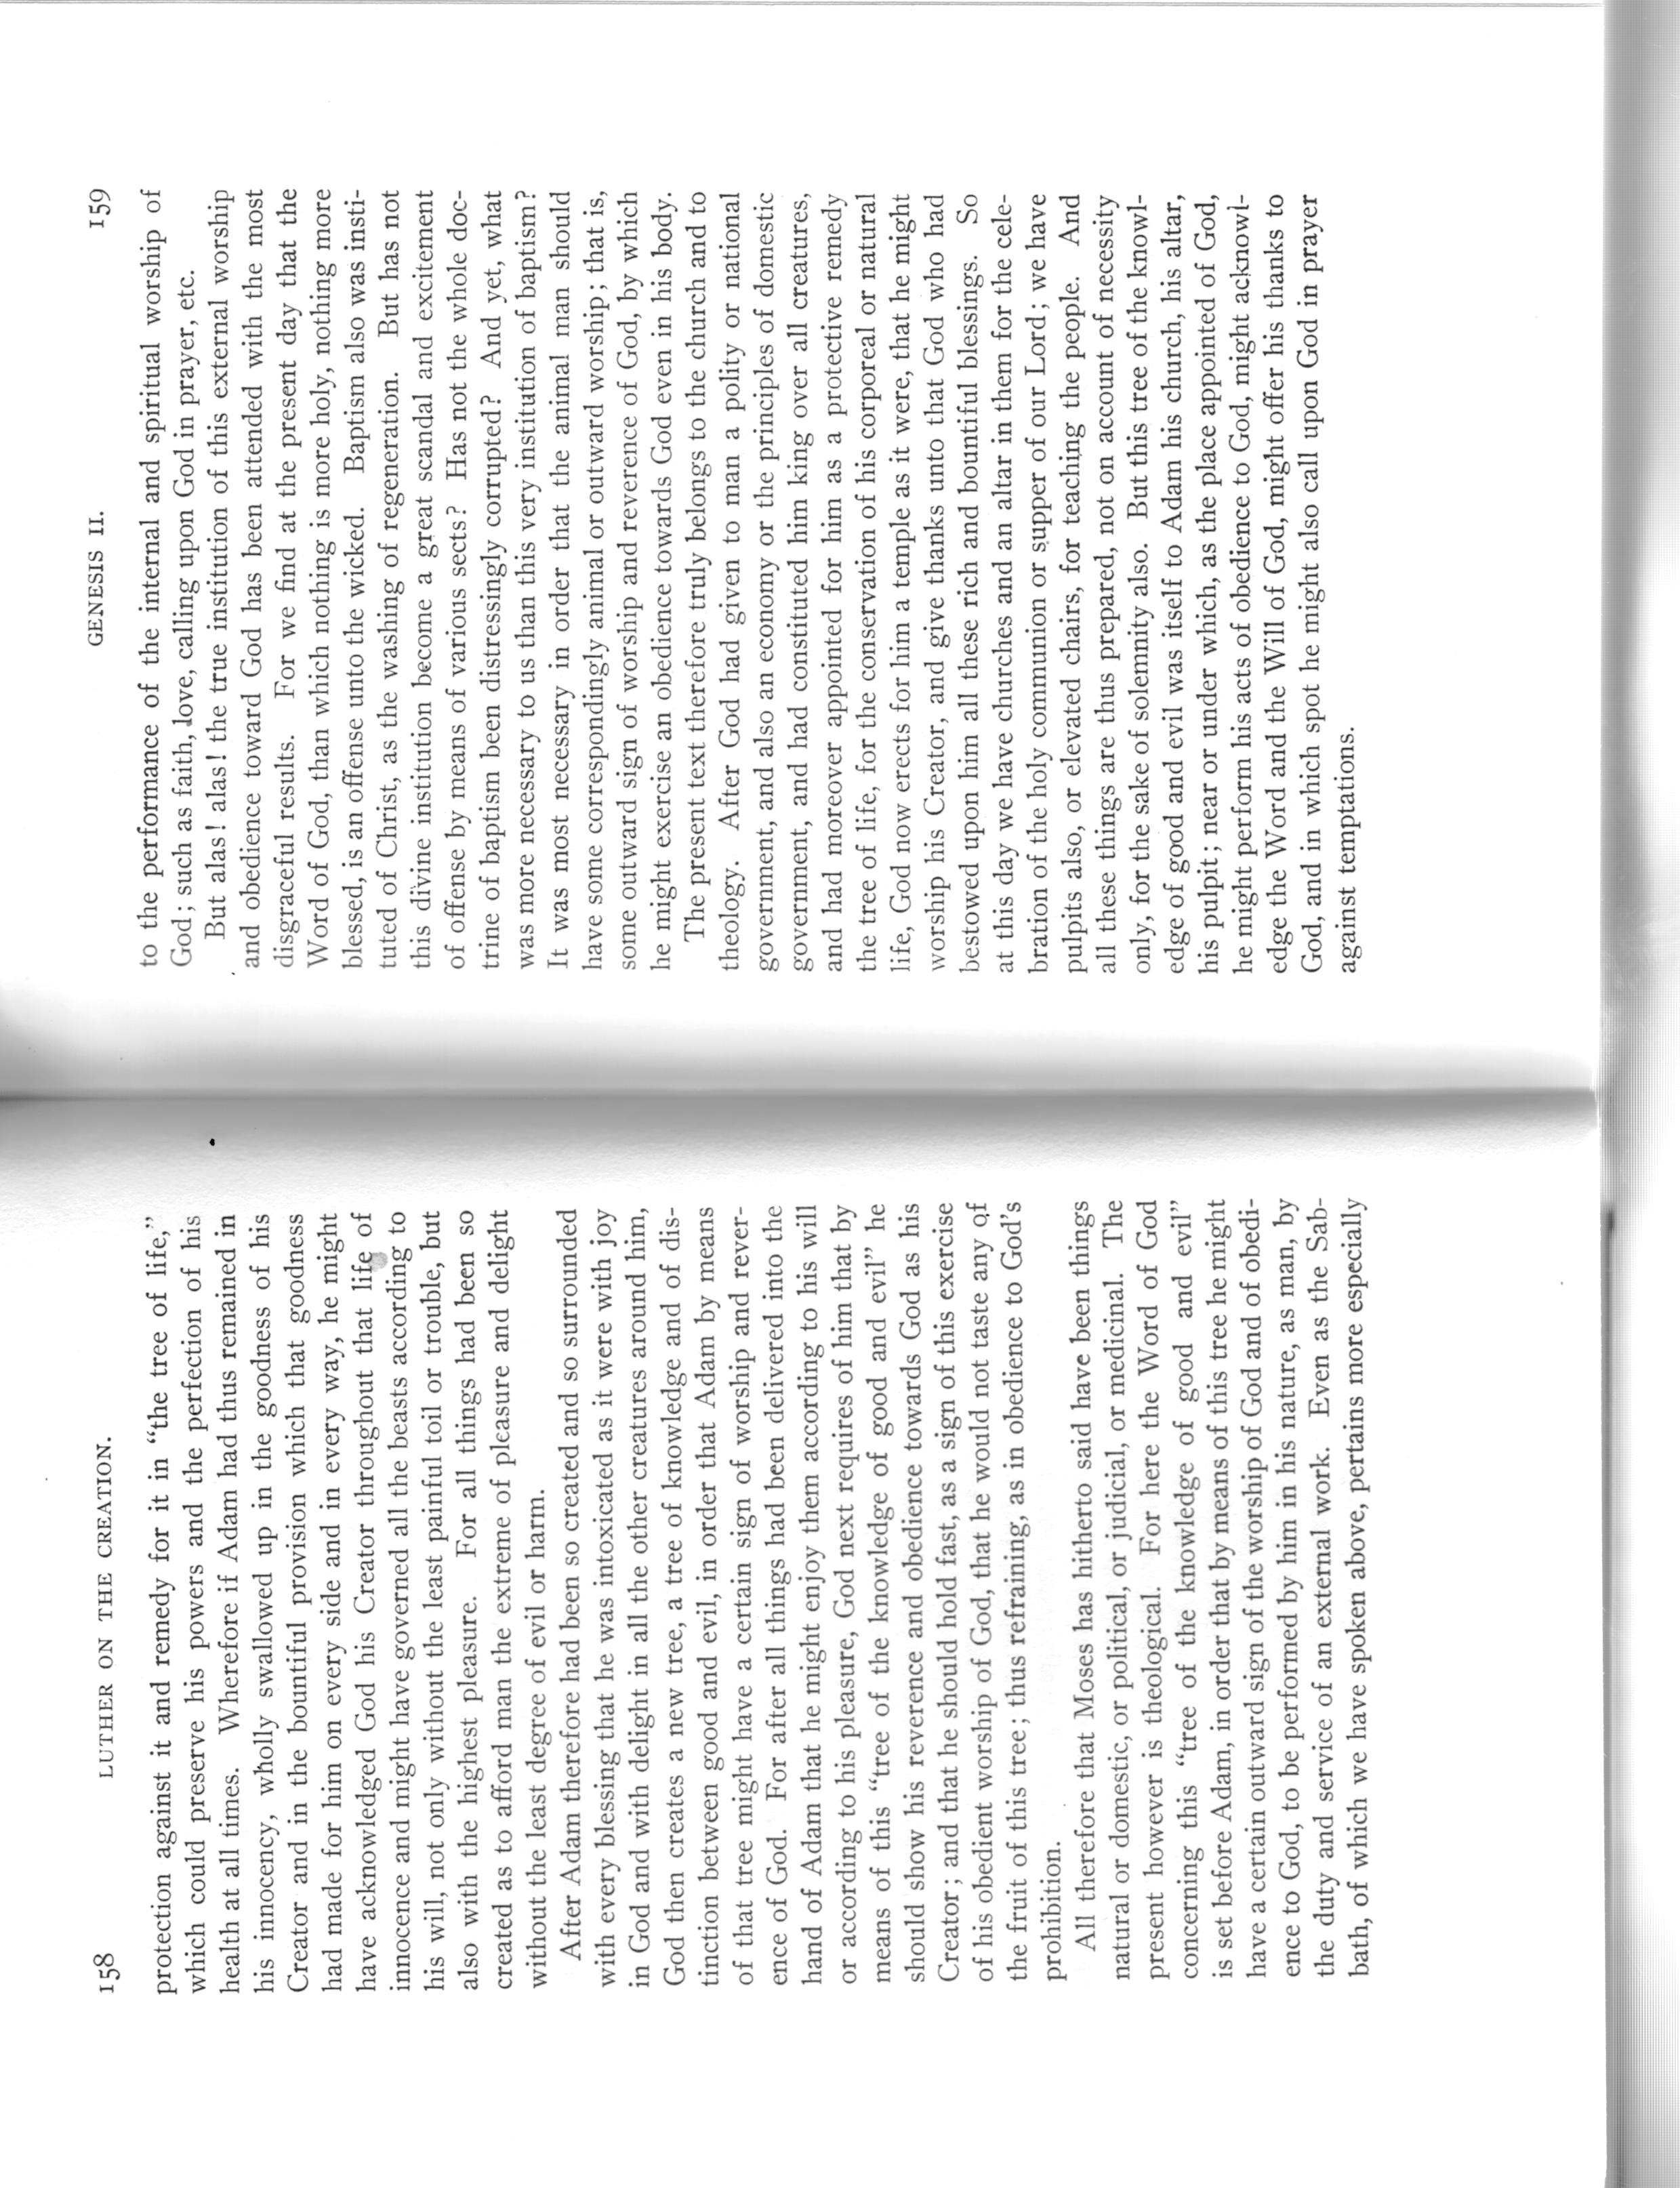 158 LUTHER ON THE CREATION.
protection against it and remedy for it in “the tree of life,”
which could preserve his powers and the perfection of his
health at all times. Wherefore if Adam had thus remained in
his innocency, wholly swallowed up in the goodness of his
Creator and in the bountiful provision which that goodness
had made for him on every side and in every way, he might
have acknowledged God his Creator throughout that life of
innocence and might have governed all the beasts according to
his will, not only without the least painful toil or trouble, but
also with the highest pleasure. For all things had been so
created as to afford man the extreme of pleasure and delight
without the least degree of evil or harm.
After Adam therefore had been so created and so surrounded
with every blessing that he was intoxicated as it were with joy
in God and with delight in all the other creatures around him,
God then creates a new tree, a tree of knowledge and of dis-
tinction between good and evil, in order that Adam by means
of that tree might have a certain sign of worship and rever-
ence of God. For after all things had been delivered into the
hand of Adam that he might enjoy them according to his will
or according to his pleasure, God next requires of him that by
means of this “tree of the knowledge of good and evil” he
should show his reverence and obedience towards God as his
Creator; and that he should hold fast, as a sign of this exercise
of his obedient worship of God, that he would not taste any of
the fruit of this tree; thus refraining, as in obedience to God’s
prohibition.
All therefore that Moses has hitherto said have been things
natural or domestic, or political, or judicial, or medicinal. The
present however is theological. For here the Word of God
concerning this “tree of the knowledge of good and evil”
is set before Adam, in order that by means of this tree he might
have a certain outward sign of the worship of God and of obedi-
ence to God, to be performed by him in his nature, as man, by
the duty and service of an external work. Even as the Sab-
bath, of which we have spoken above, pertains more especially
GENESIS II. 159
to the performance of the internal and spiritual worship of
God; such as faith, love, calling upon God in prayer, etc.
But alas! alas! the true institution of this external worship
and obedience toward God has been attended with the most
disgraceful results. For we find at the present day that the
Word of God, than which nothing is more holy, nothing more
blessed, is an offense unto the wicked. Baptism also was insti-
tuted of Christ, as the washing of regeneration. But has not
this divine institution become a great scandal and excitement
of offense by means of various sects? Has not the whole doc-
trine of baptism been distressingly corrupted? And yet, what
was more necessary to us than this very institution of baptism?
It was most necessary in order that the animal man should
have some correspondingly animal or outward worship; that is,
some outward sign of worship and reverence of God, by which
he might exercise an obedience towards God even in his body.
The present text therefore truly belongs to the church and to
theology. After God had given to man a polity or national
government, and also an economy or the principles of domestic
government, and had constituted him king over all creatures,
and had moreover appointed for him as a protective remedy
the tree of life, for the conservation of his corporeal or natural
life, God now erects for him a temple as it were, that he might
worship his Creator, and give thanks unto that God who had
bestowed upon him all these rich and bountiful blessings. So
at this day we have churches and an altar in them for the cele-
bration of the holy communion or supper of our Lord; we have
pulpits also, or elevated chairs, for teaching the people. And
all these things are thus prepared, not on account of necessity
only, for the sake of solemnity also. But this tree of the knowl-
edge of good and evil was itself to Adam his church, his altar,
his pulpit; near or under which, as the place appointed of God,
he might perform his acts of obedience to God, might acknowl-
edge the Word and the Will of God, might offer his thanks to
God, and in which spot he might also call upon God in prayer
against temptations.